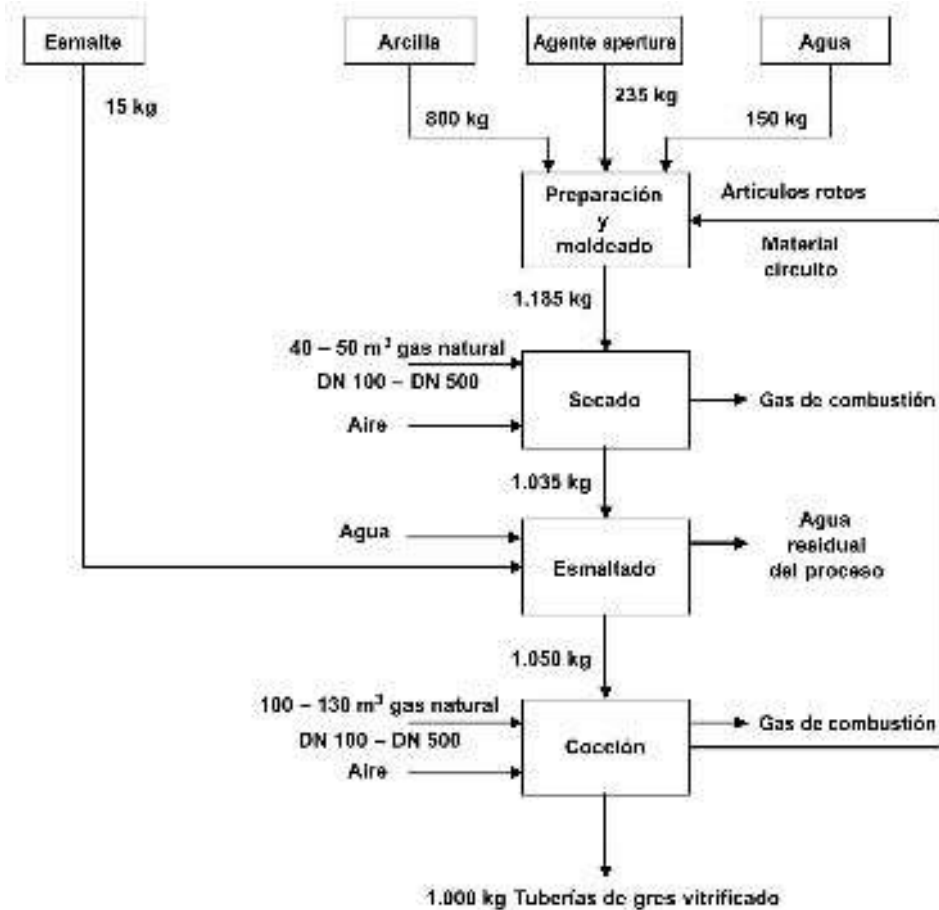 Esmalte
Arcilla
Agente apertura
Agua
15 kg
800 kg
235 kg
150 kg
Preparación
y
moldeado
Artículos rotos
Material
circuito
1.185 kg
40 – 50 m³ gas natural
DN 100 – DN 500
Aire
Secado
Gas de combustión
1.035 kg
Agua
Esmaltado
Agua
residual
del proceso
1.050 kg
100 – 130 m³ gas natural
DN 100 – DN 500
Aire
Cocción
Gas de combustión
1.000 kg Tuberías de gres vitrificado